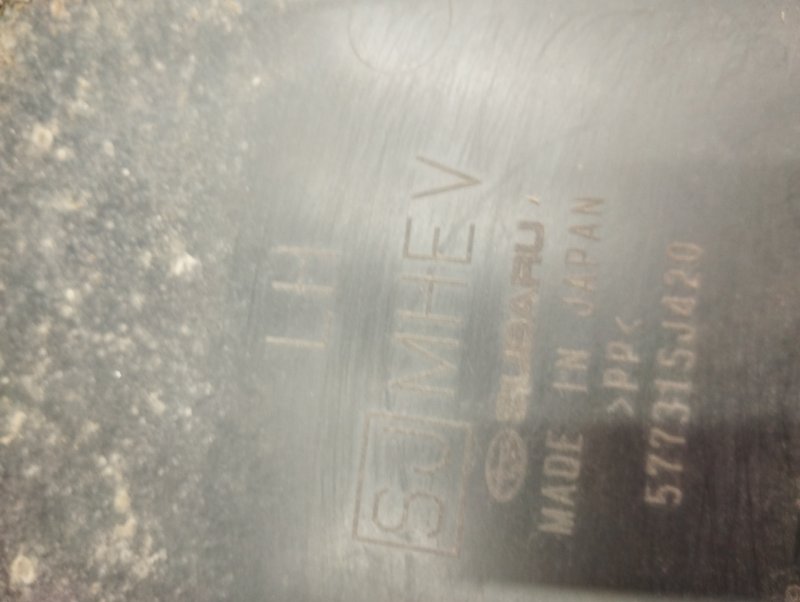 LH
SJ MHEV
SUBARU
MADE IN JAPAN
>PP<
57731SJ420